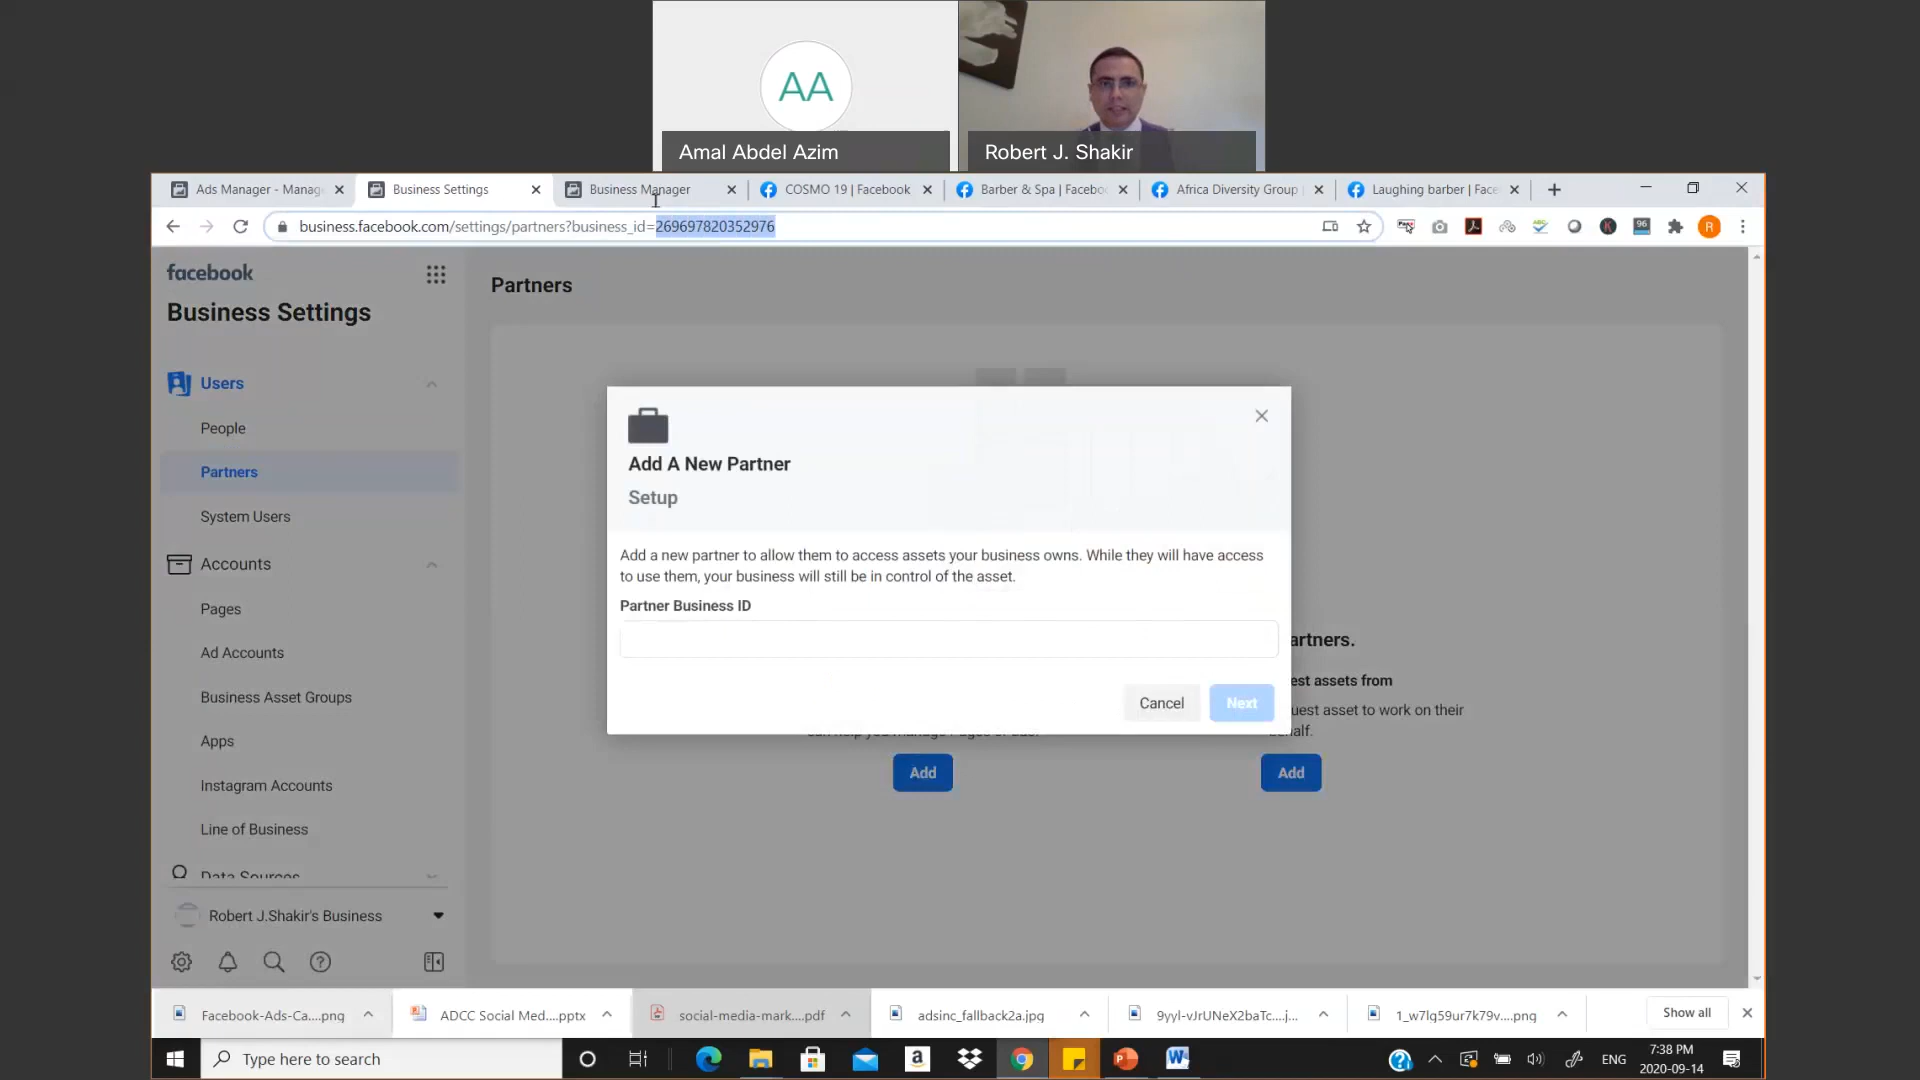 AA
Amal Abdel Azim
Robert J. Shakir
Ads Manager - Manag
Business Settings
Business Manager
COSMO 19 | Facebook
Barber & Spa | Facebo
Africa Diversity Group
Laughing barber | Face
business.facebook.com/settings/partners?business_id=269697820352976
96
R
facebook
Business Settings
Users
People
Partners
System Users
Accounts
Pages
Ad Accounts
Business Asset Groups
Apps
Instagram Accounts
Line of Business
Data Sources
Robert J.Shakir's Business
Partners
Add A New Partner
Setup
Add a new partner to allow them to access assets your business owns. While they will have access
to use them, your business will still be in control of the asset.
Partner Business ID
Cancel
Next
artners.
est assets from
uest asset to work on their
behalf.
Add
Add
Facebook-Ads-Ca....png
ADCC Social Med....pptx
social-media-mark....pdf
adsinc_fallback2a.jpg
9yyl-vJrUNeX2baTc....j...
1_w7lg59ur7k79v....png
Show all
Type here to search
ENG
7:38 PM
2020-09-14